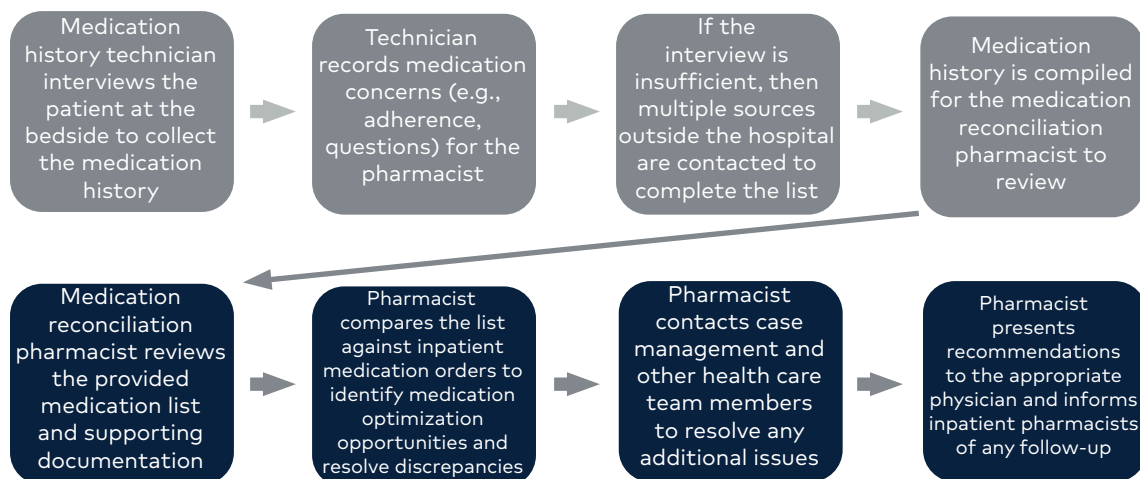 Medication
history technician
interviews the
patient at the
bedside to collect
the medication
history
Technician
records medication
concerns (e.g.,
adherence,
questions) for the
pharmacist
If the
interview is
insufficient, then
multiple sources
outside the hospital
are contacted to
complete the list
Medication
history is compiled
for the medication
reconciliation
pharmacist to
review
Medication
reconciliation
pharmacist reviews
the provided
medication list
and supporting
documentation
Pharmacist
compares the list
against inpatient
medication orders to
identify medication
optimization
opportunities and
resolve discrepancies
Pharmacist
contacts case
management and
other health care
team members
to resolve any
additional issues
Pharmacist
presents
recommendations
to the appropriate
physician and informs
inpatient pharmacists
of any follow-up